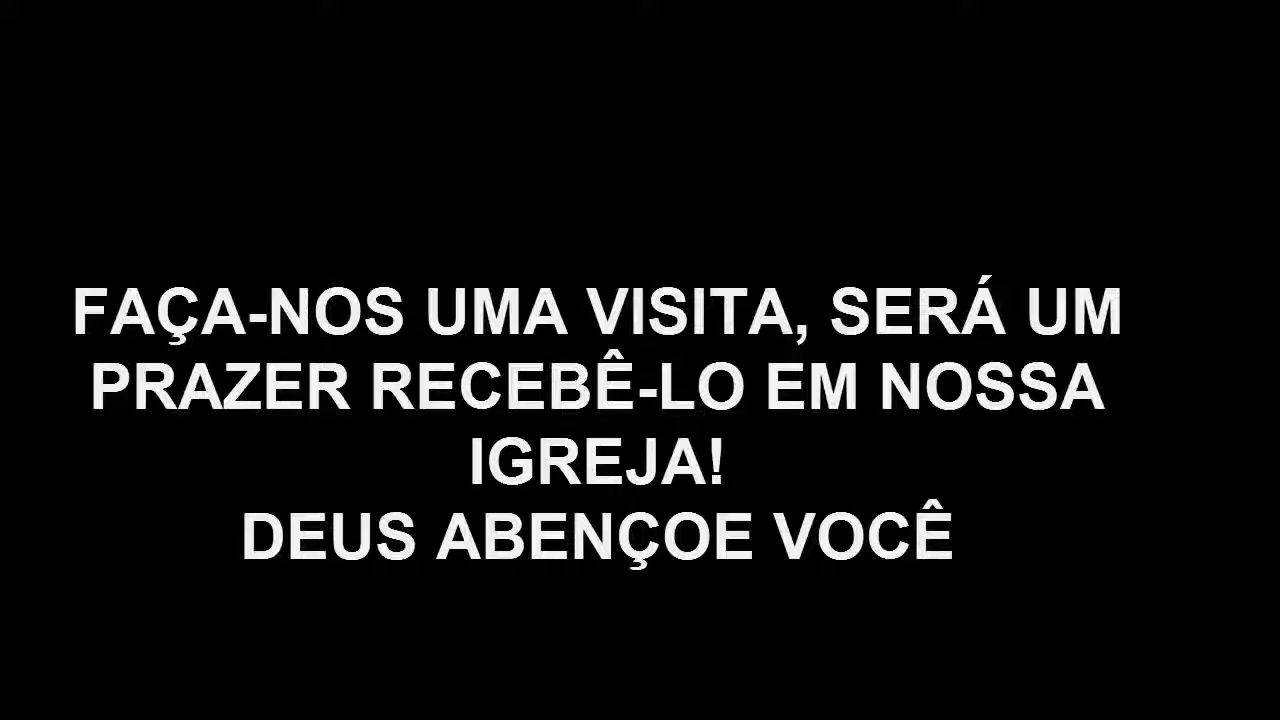 FAÇA-NOS UMA VISITA, SERÁ UM
PRAZER RECEBÊ-LO EM NOSSA
IGREJA!
DEUS ABENÇOE VOCÊ